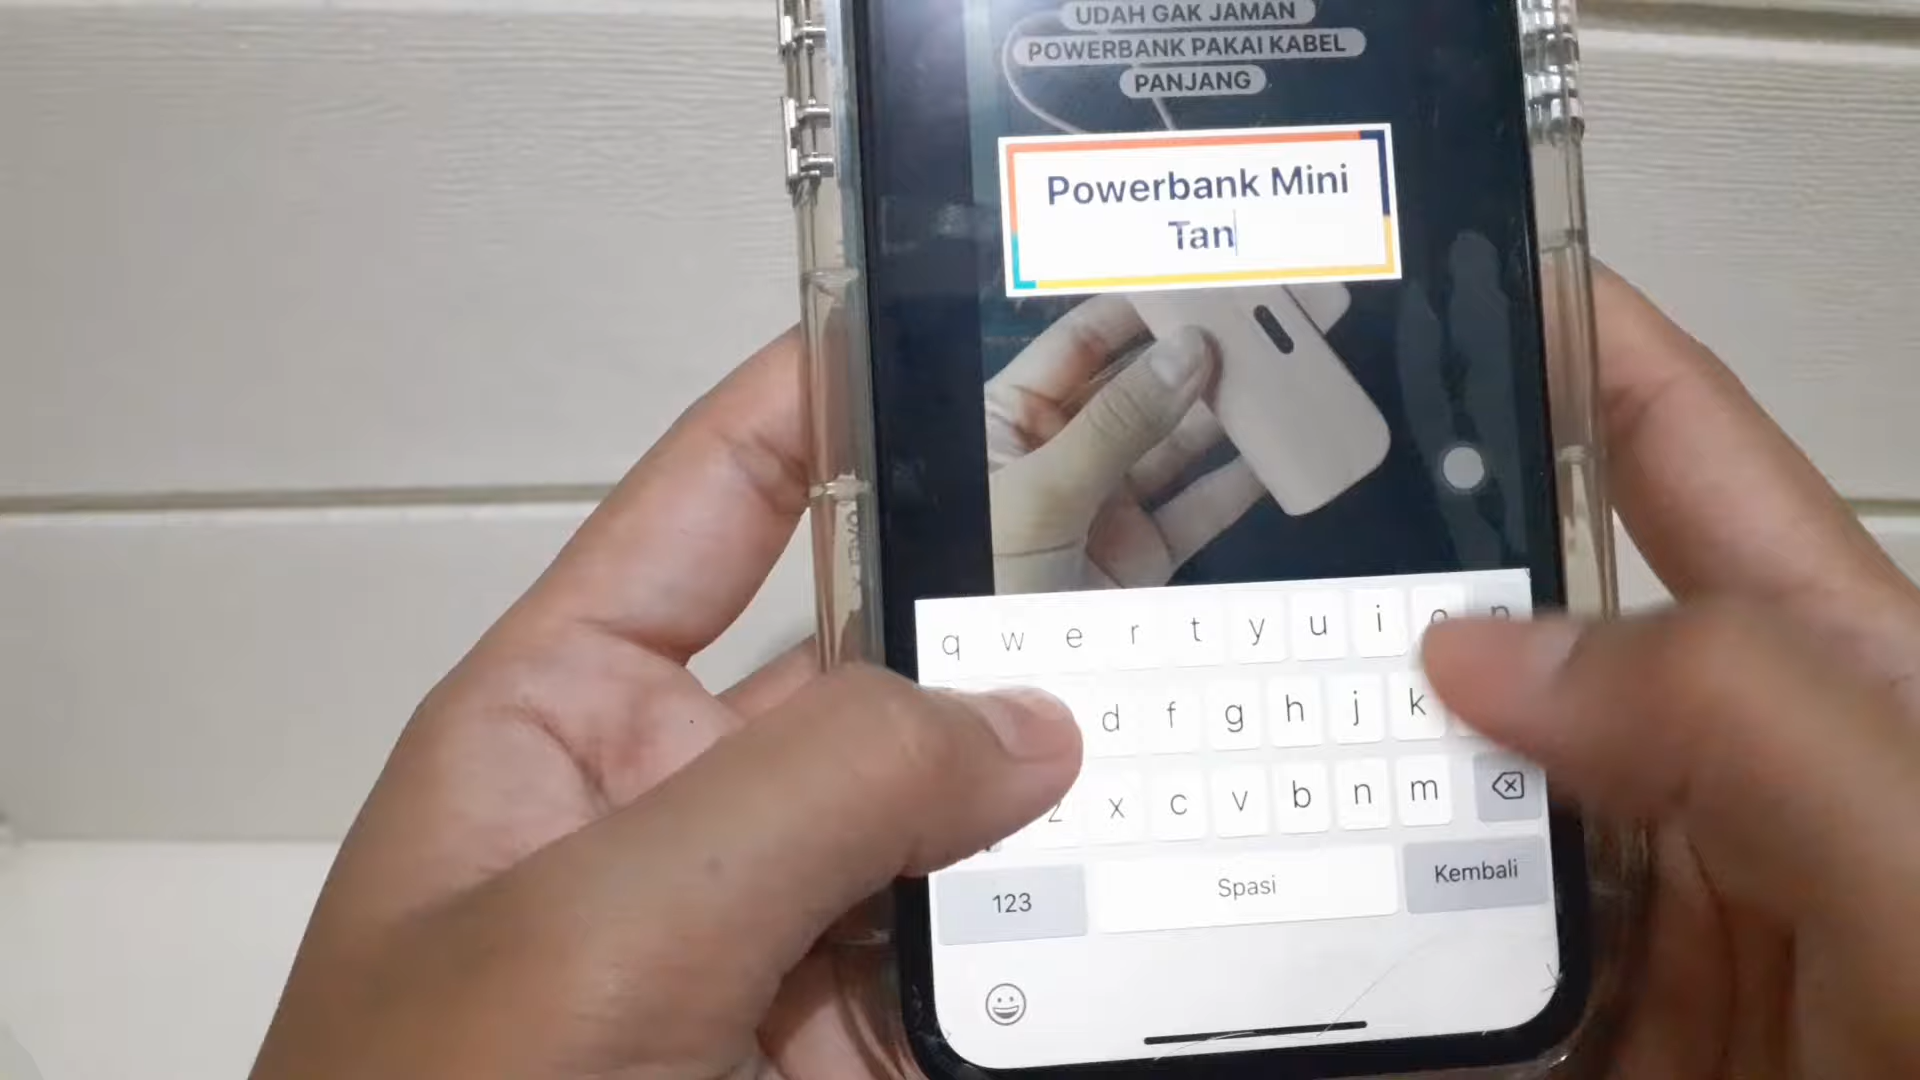 UDAH GAK JAMAN
POWERBANK PAKAI KABEL
PANJANG
Powerbank Mini
Tan
q w e r t y u i o p
d f g h j k
z x c v b n m
123 Spasi Kembali